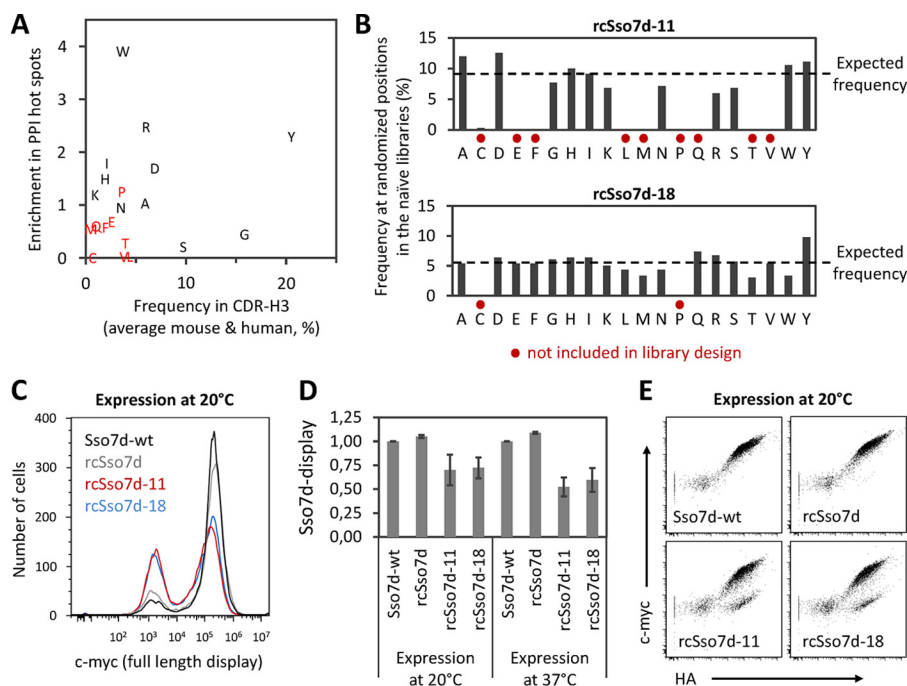 A
Enrichment in PPI hot spots
4
3
2
1
0
W
R
Y
I
D
H
K
P
N
A
E
F
G
T
S
C
0
10
20
Frequency in CDR-H3
(average mouse & human, %)
B
Frequency at randomized positions
in the naïve libraries (%)
rcSso7d-11
15
10
5
0
Expected
frequency
A C D E F G H I K L M N P Q R S T V W Y
rcSso7d-18
15
10
5
0
Expected
frequency
A C D E F G H I K L M N P Q R S T V W Y
not included in library design
C
Expression at 20°C
Number of cells
400
300
200
100
0
Sso7d-wt
rcSso7d
rcSso7d-11
rcSso7d-18
10² 10³ 10⁴ 10⁵ 10⁶ 10⁷
c-myc (full length display)
D
Sso7d-display
1,25
1,00
0,75
0,50
0,25
0,00
Sso7d-wt
rcSso7d
rcSso7d-11
rcSso7d-18
Sso7d-wt
rcSso7d
rcSso7d-11
rcSso7d-18
Expression
at 20°C
Expression
at 37°C
E
Expression at 20°C
Sso7d-wt
rcSso7d
rcSso7d-11
rcSso7d-18
c-myc
HA